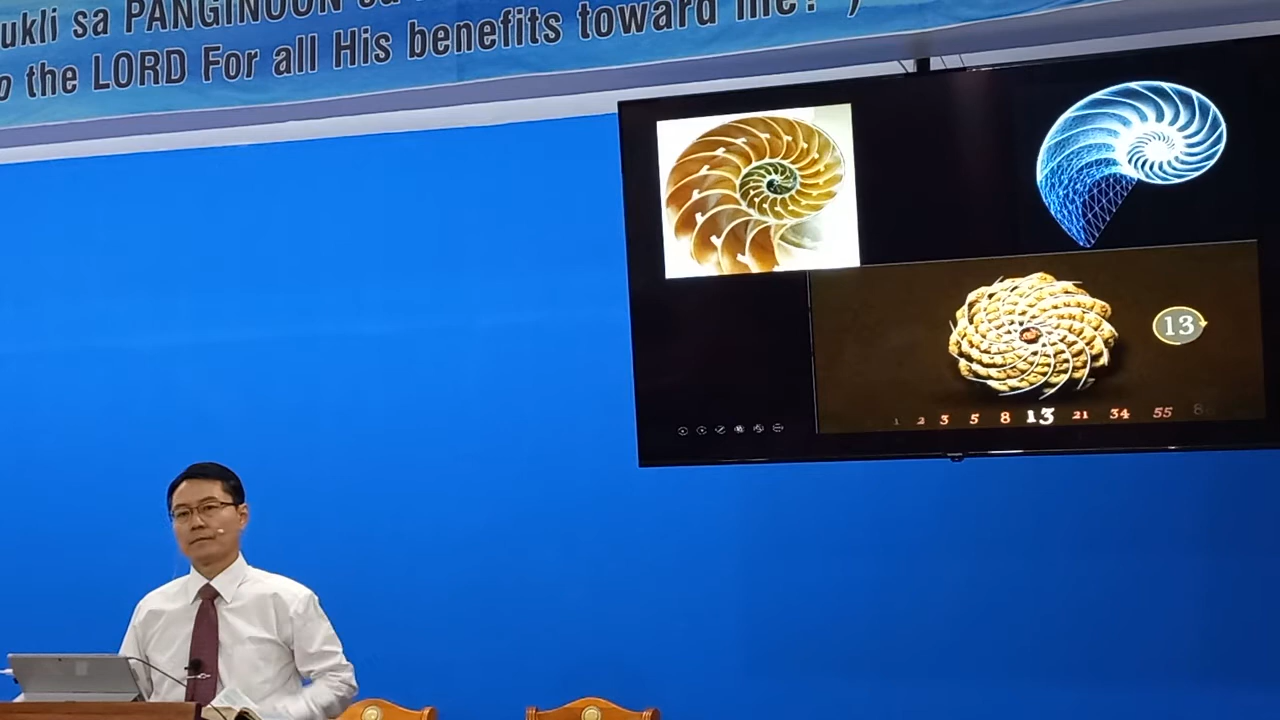 sa PANGINOON
the LORD For all His benefits toward me?")
13
1 2 3 5 8 13 21 34 55